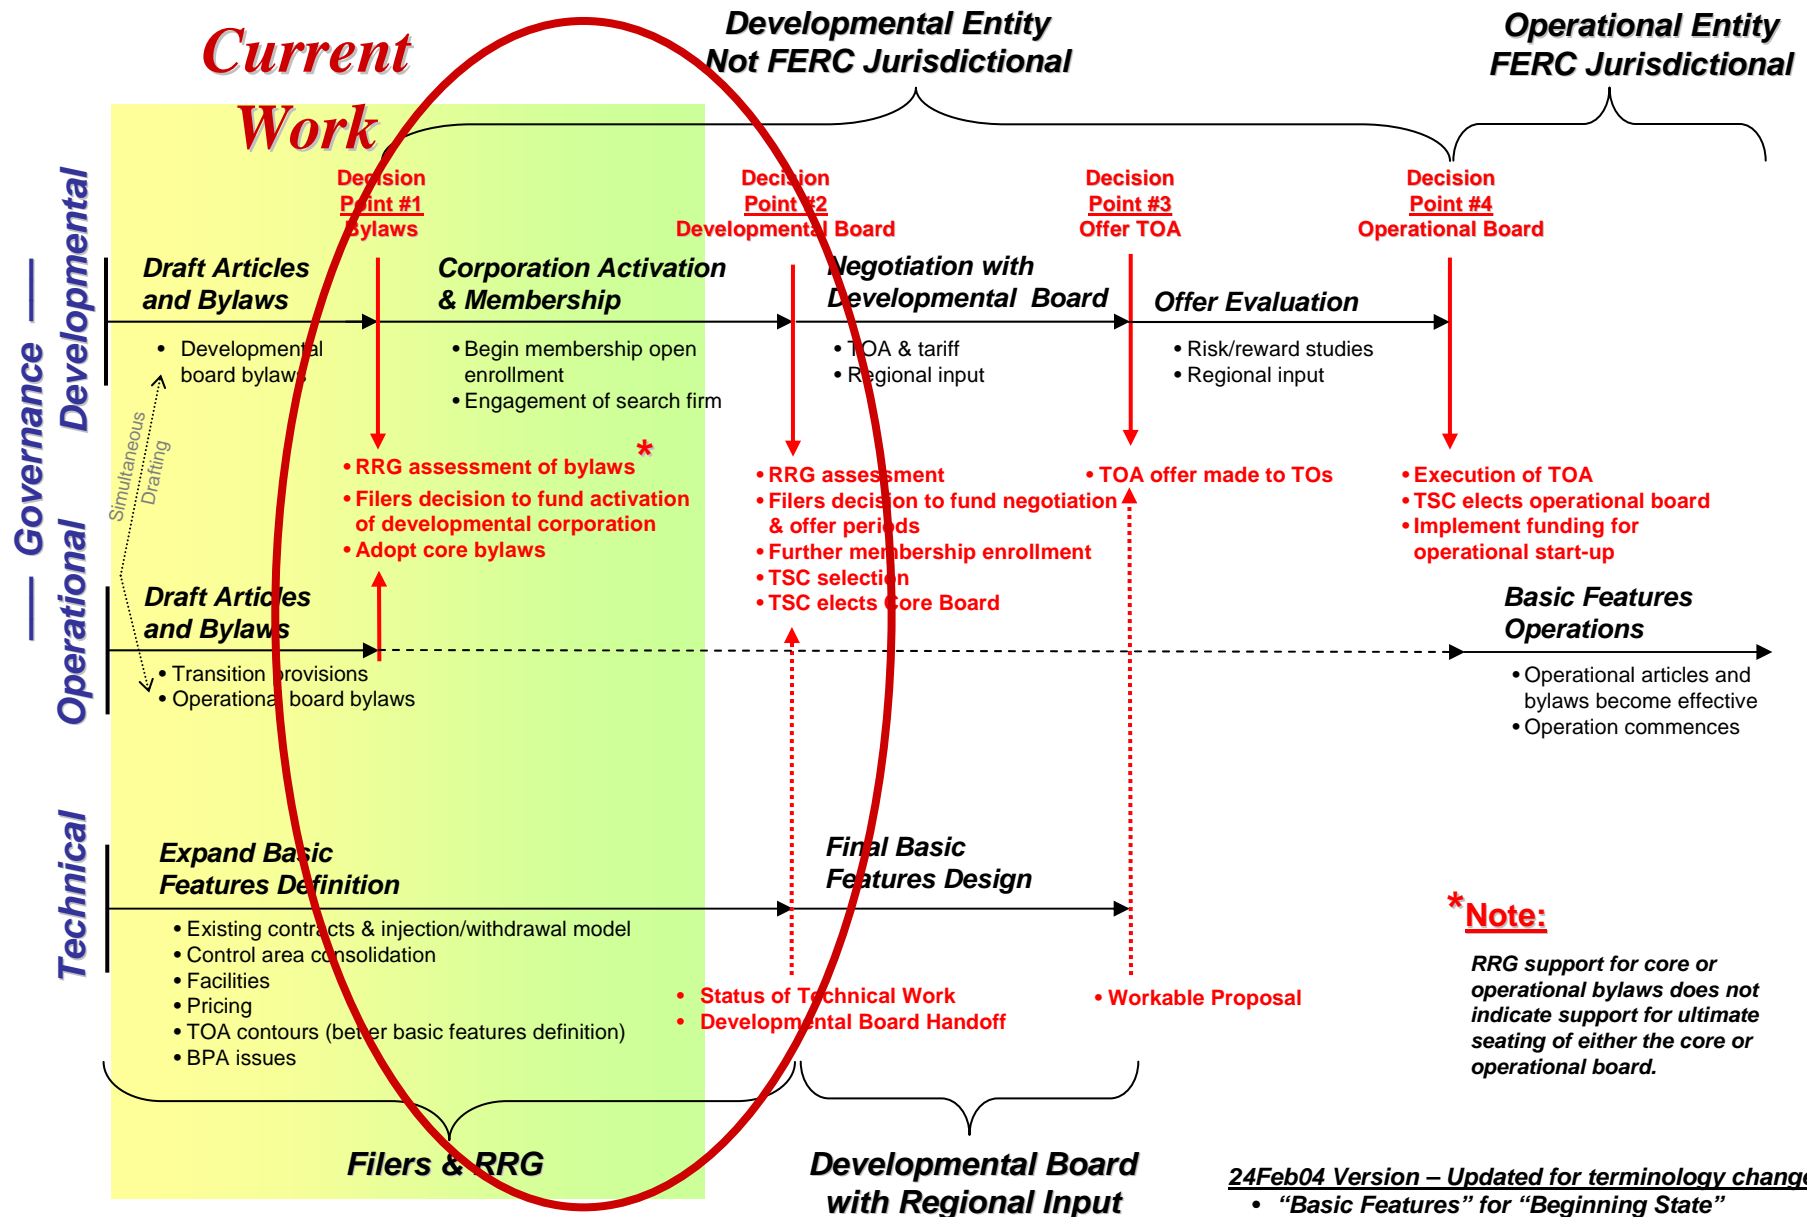 Current
Work
Developmental Entity
Not FERC Jurisdictional
Operational Entity
FERC Jurisdictional
Decision
Point #1
Bylaws
Decision
Point #2
Developmental Board
Decision
Point #3
Offer TOA
Decision
Point #4
Operational Board
Governance
Developmental
Operational
Technical
Draft Articles
and Bylaws
• Developmental
board bylaws
Corporation Activation
& Membership
• Begin membership open
enrollment
• Engagement of search firm
Negotiation with
Developmental Board
• TOA & tariff
• Regional input
Offer Evaluation
• Risk/reward studies
• Regional input
Simultaneous
Drafting
• RRG assessment of bylaws *
• Filers decision to fund activation
of developmental corporation
• Adopt core bylaws
• RRG assessment
• Filers decision to fund negotiation
& offer periods
• Further membership enrollment
• TSC selection
• TSC elects Core Board
• TOA offer made to TOs
• Execution of TOA
• TSC elects operational board
• Implement funding for
operational start-up
Draft Articles
and Bylaws
• Transition provisions
• Operational board bylaws
Basic Features
Operations
• Operational articles and
bylaws become effective
• Operation commences
Expand Basic
Features Definition
• Existing contracts & injection/withdrawal model
• Control area consolidation
• Facilities
• Pricing
• TOA contours (better basic features definition)
• BPA issues
Final Basic
Features Design
• Status of Technical Work
• Developmental Board Handoff
• Workable Proposal
*Note:
RRG support for core or
operational bylaws does not
indicate support for ultimate
seating of either the core or
operational board.
Filers & RRG
Developmental Board
with Regional Input
24Feb04 Version – Updated for terminology change
• “Basic Features” for “Beginning State”